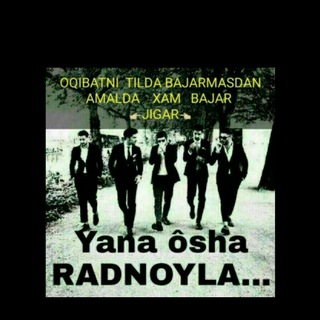 OQIBATNI TILDA BAJARMASDAN
AMALDA XAM BAJAR
JIGAR
Yana ôsha
RADNOYLA...